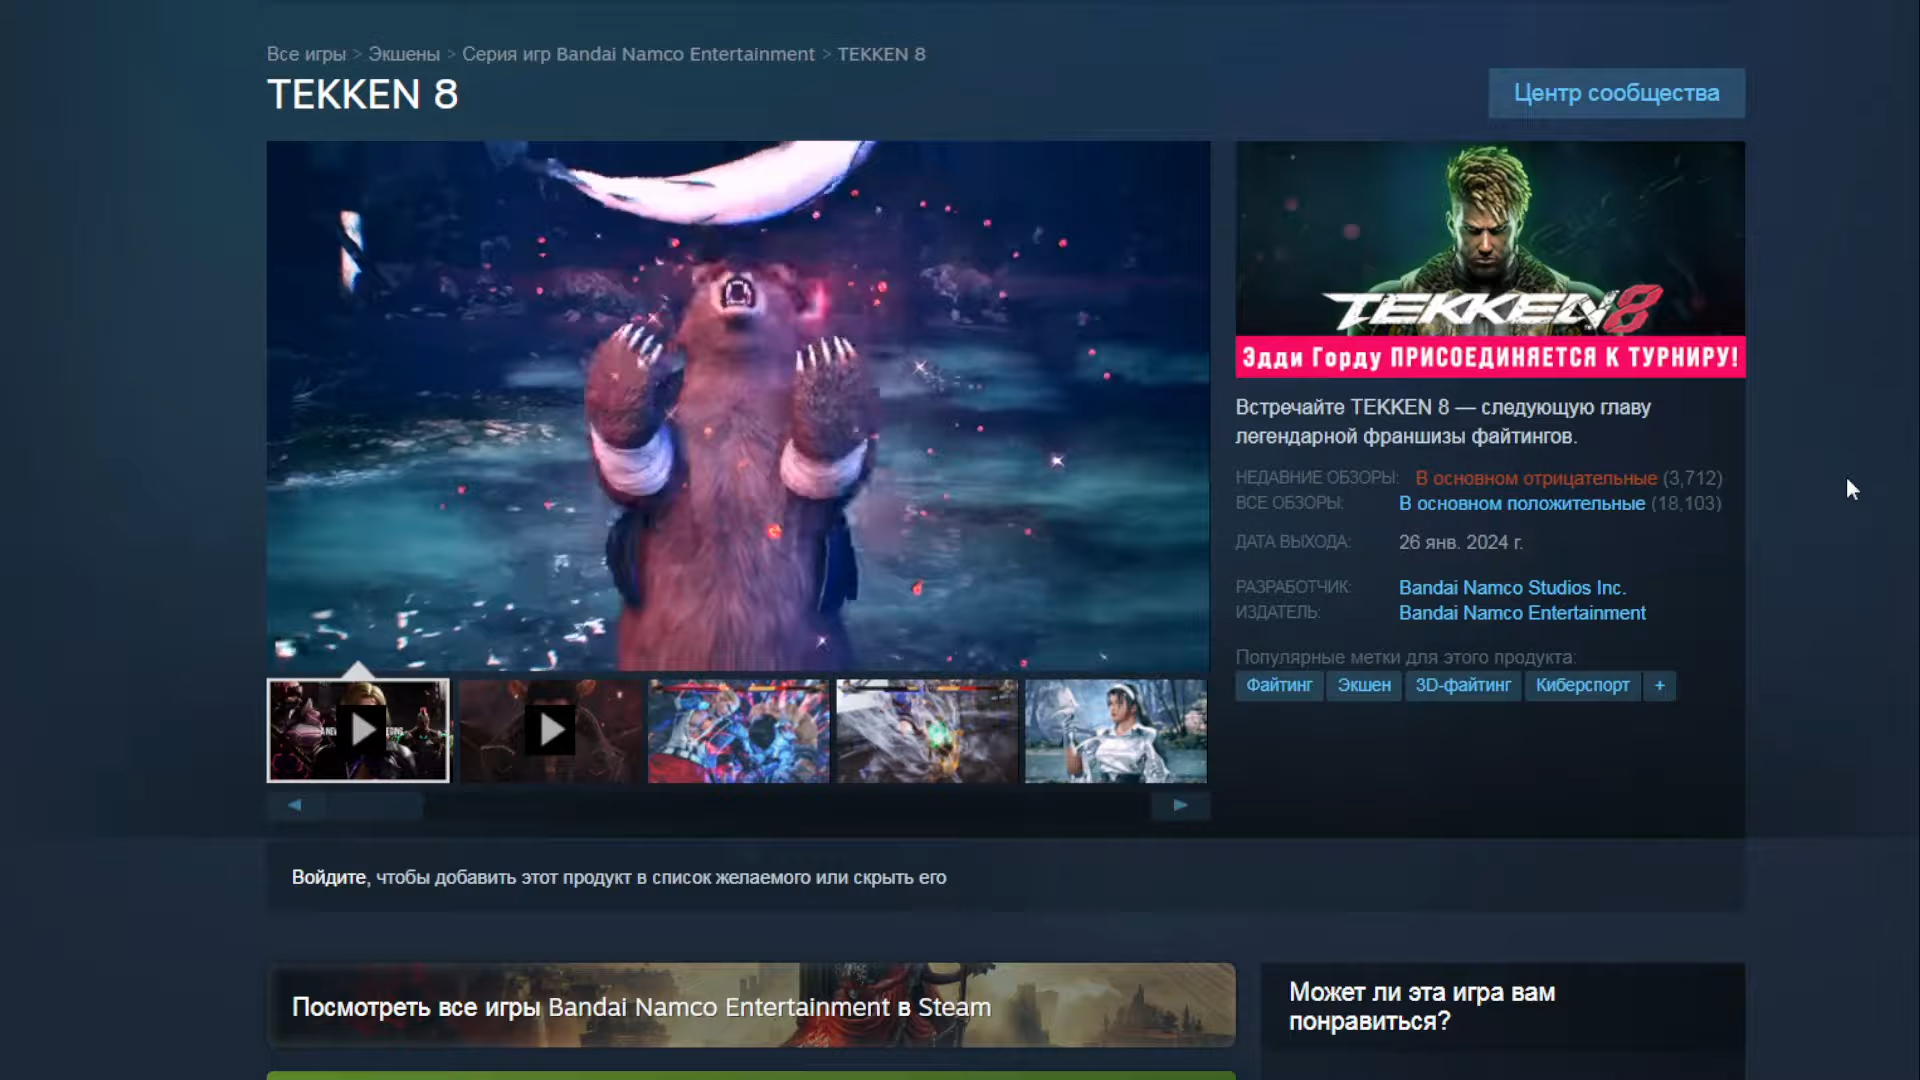 Все игры > Экшены > Серия игр Bandai Namco Entertainment > TEKKEN 8
TEKKEN 8
Центр сообщества
TEKKEN 8
Эдди Горду ПРИСОЕДИНЯЕТСЯ К ТУРНИРУ!
Встречайте TEKKEN 8 — следующую главу
легендарной франшизы файтингов.
НЕДАВНИЕ ОБЗОРЫ: В основном отрицательные (3,712)
ВСЕ ОБЗОРЫ: В основном положительные (18,103)
ДАТА ВЫХОДА: 26 янв. 2024 г.
РАЗРАБОТЧИК: Bandai Namco Studios Inc.
ИЗДАТЕЛЬ: Bandai Namco Entertainment
Популярные метки для этого продукта:
Файтинг Экшен 3D-файтинг Киберспорт +
Войдите, чтобы добавить этот продукт в список желаемого или скрыть его
Посмотреть все игры Bandai Namco Entertainment в Steam
Может ли эта игра вам
понравиться?